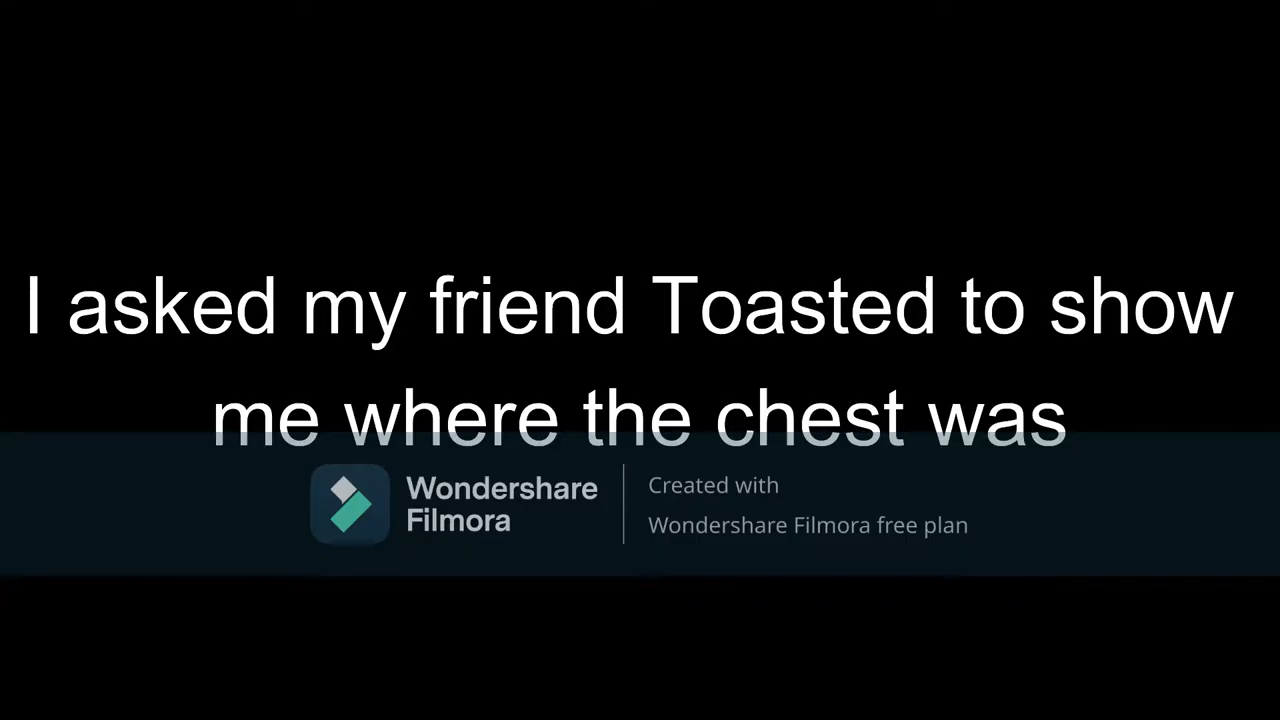 I asked my friend Toasted to show
me where the chest was
Wondershare
Filmora
Created with
Wondershare Filmora free plan